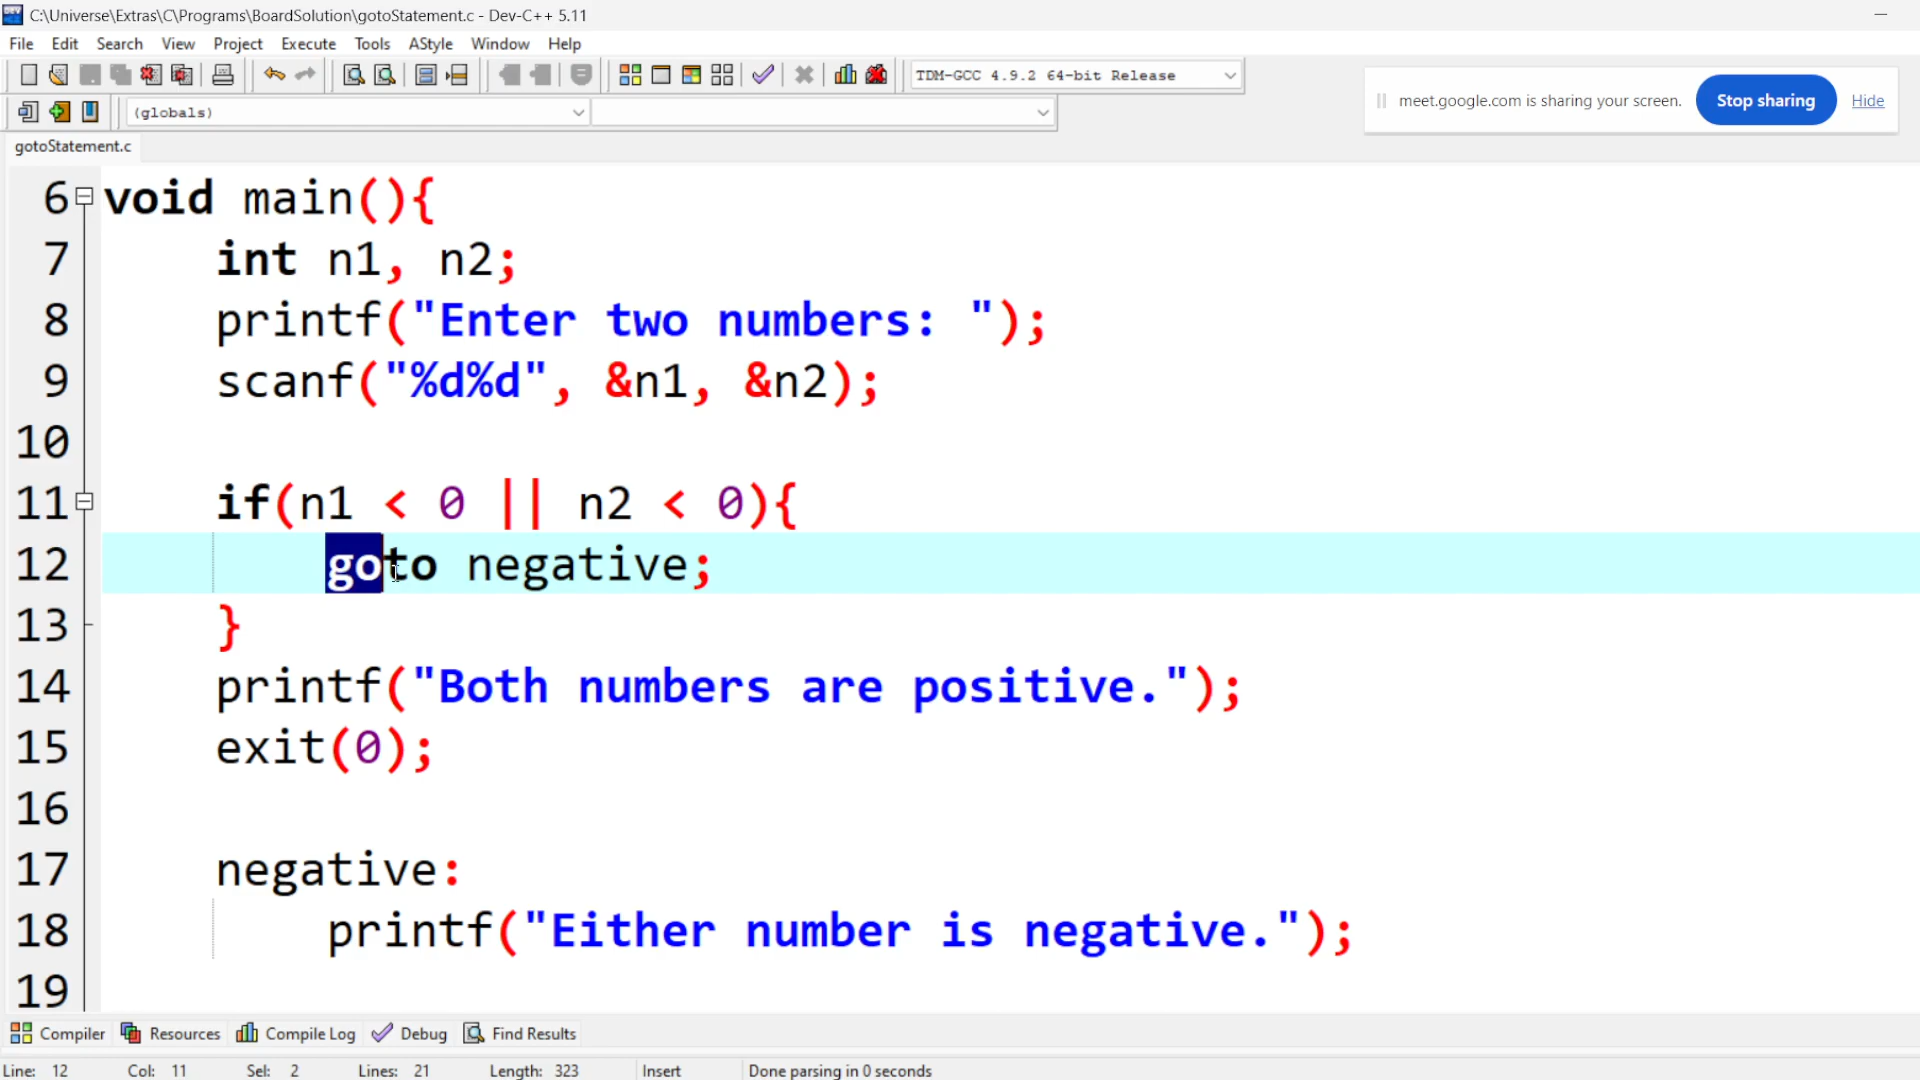 C:\Universe\Extras\C\Programs\BoardSolution\gotoStatement.c - Dev-C++ 5.11
File Edit Search View Project Execute Tools AStyle Window Help
TDM-GCC 4.9.2 64-bit Release
meet.google.com is sharing your screen. Stop sharing Hide
(globals)
gotoStatement.c
6 void main(){
7 int n1, n2;
8 printf("Enter two numbers: ");
9 scanf("%d%d", &n1, &n2);
10
11 if(n1 < 0 || n2 < 0){
12 goto negative;
13 }
14 printf("Both numbers are positive.");
15 exit(0);
16
17 negative:
18 printf("Either number is negative.");
19
Compiler Resources Compile Log Debug Find Results
Line: 12 Col: 11 Sel: 2 Lines: 21 Length: 323 Insert Done parsing in 0 seconds